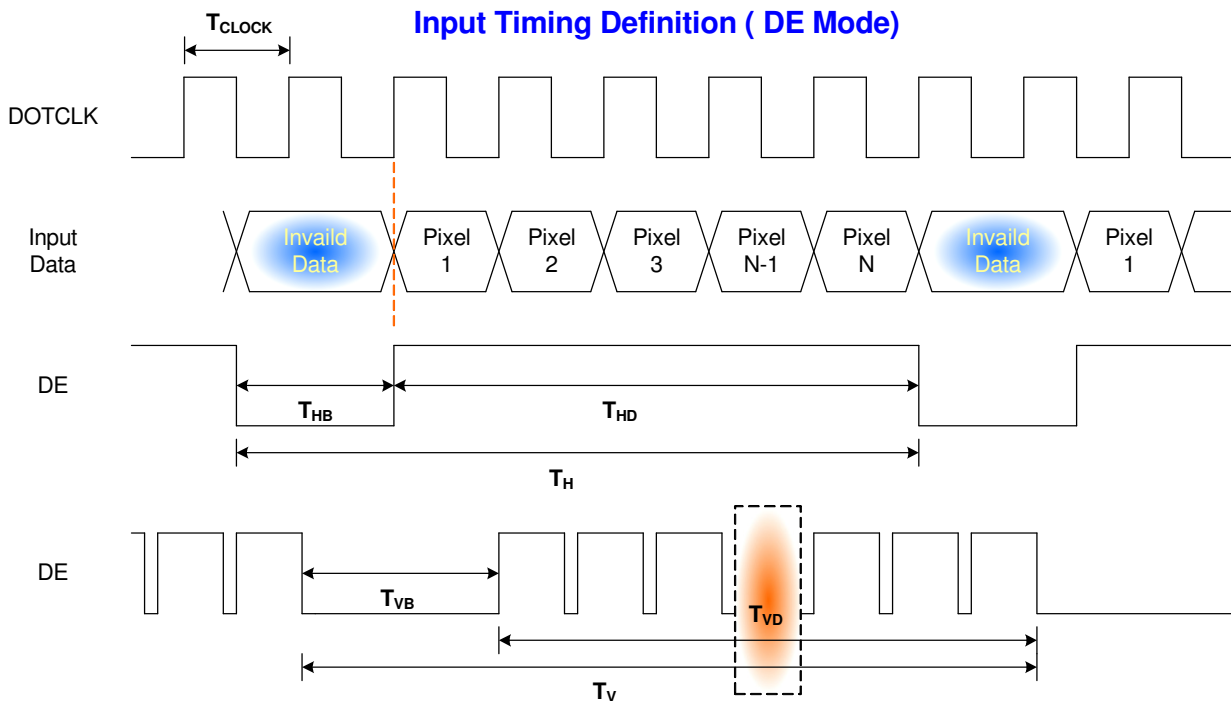 Input Timing Definition ( DE Mode)
TCLOCK
DOTCLK
Input
Data
Invaild
Data
Pixel
1
Pixel
2
Pixel
3
Pixel
N-1
Pixel
N
Invaild
Data
Pixel
1
DE
THB
THD
TH
DE
TVB
TVD
TV